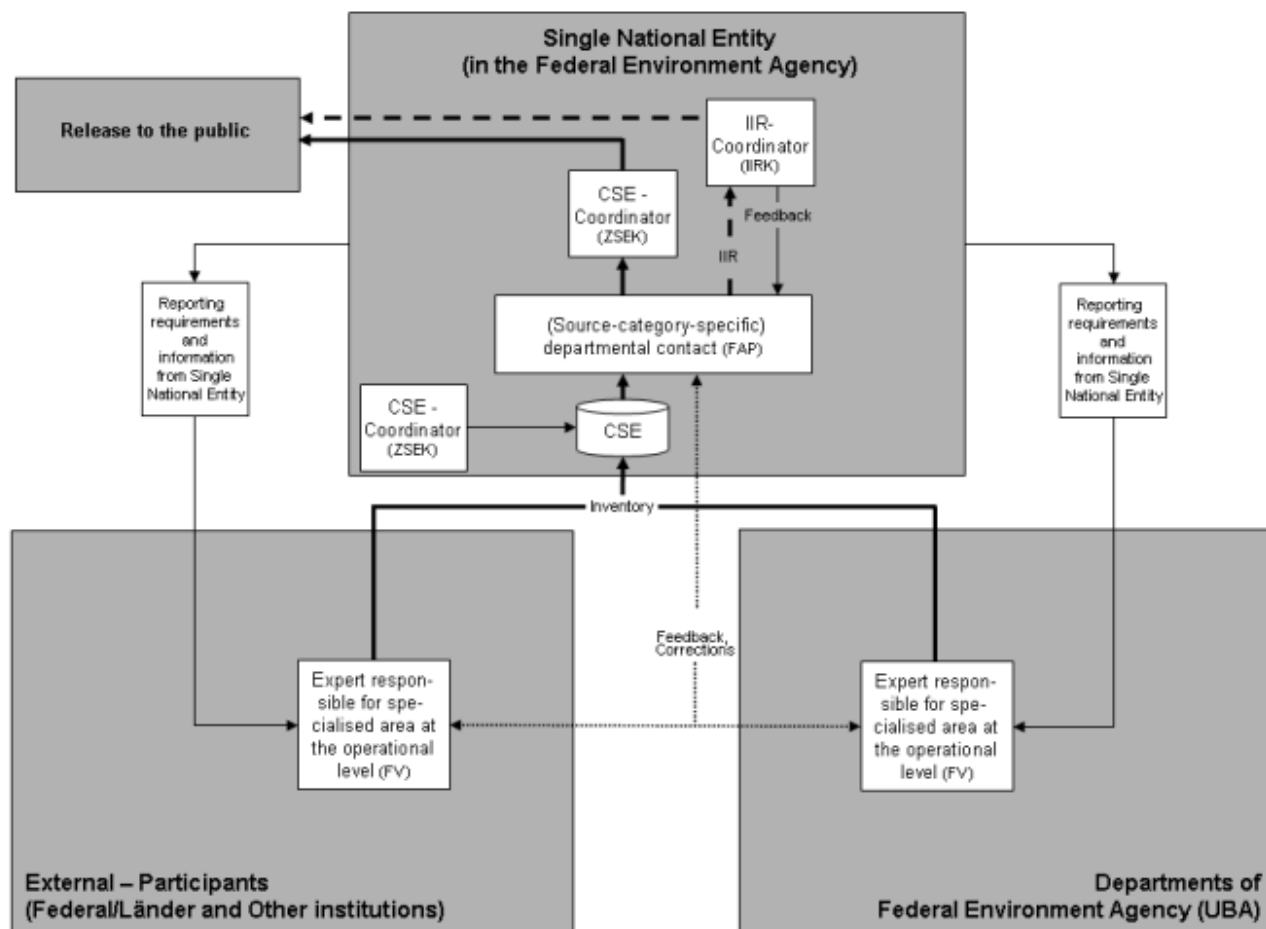 Single National Entity
(in the Federal Environment Agency)
Release to the public
IIR-
Coordinator
(IIRK)
CSE -
Coordinator
(ZSEK)
Feedback
IIR
Reporting
requirements
and
information
from Single
National Entity
(Source-category-specific)
departmental contact (FAP)
Reporting
requirements
and
information
from Single
National Entity
CSE -
Coordinator
(ZSEK)
CSE
Inventory
Feedback,
Corrections
Expert respon-
sible for spe-
cialised area at
the operational
level (FV)
Expert respon-
sible for spe-
cialised area at
the operational
level (FV)
External – Participants
(Federal/Länder and Other institutions)
Departments of
Federal Environment Agency (UBA)